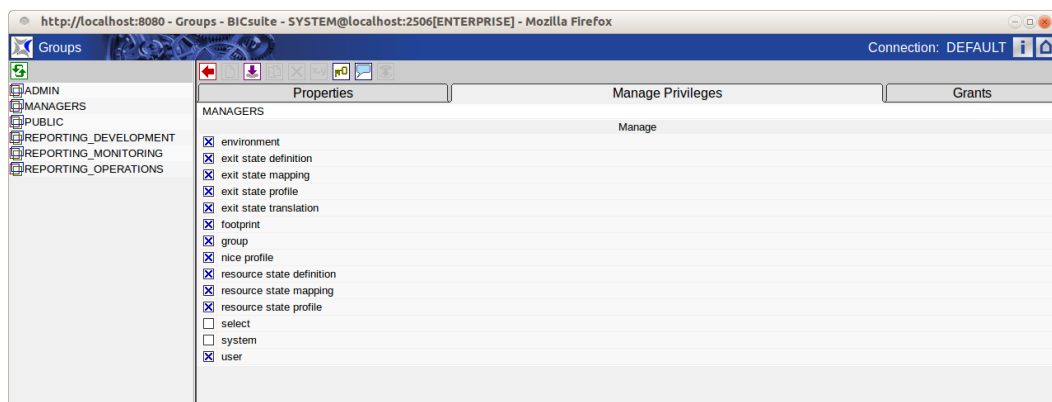 http://localhost:8080 - Groups - BICsuite - SYSTEM@localhost:2506[ENTERPRISE] - Mozilla Firefox
Groups
Connection: DEFAULT
ADMIN
MANAGERS
PUBLIC
REPORTING_DEVELOPMENT
REPORTING_MONITORING
REPORTING_OPERATIONS
Properties
Manage Privileges
Grants
MANAGERS
Manage
environment
exit state definition
exit state mapping
exit state profile
exit state translation
footprint
group
nice profile
resource state definition
resource state mapping
resource state profile
select
system
user